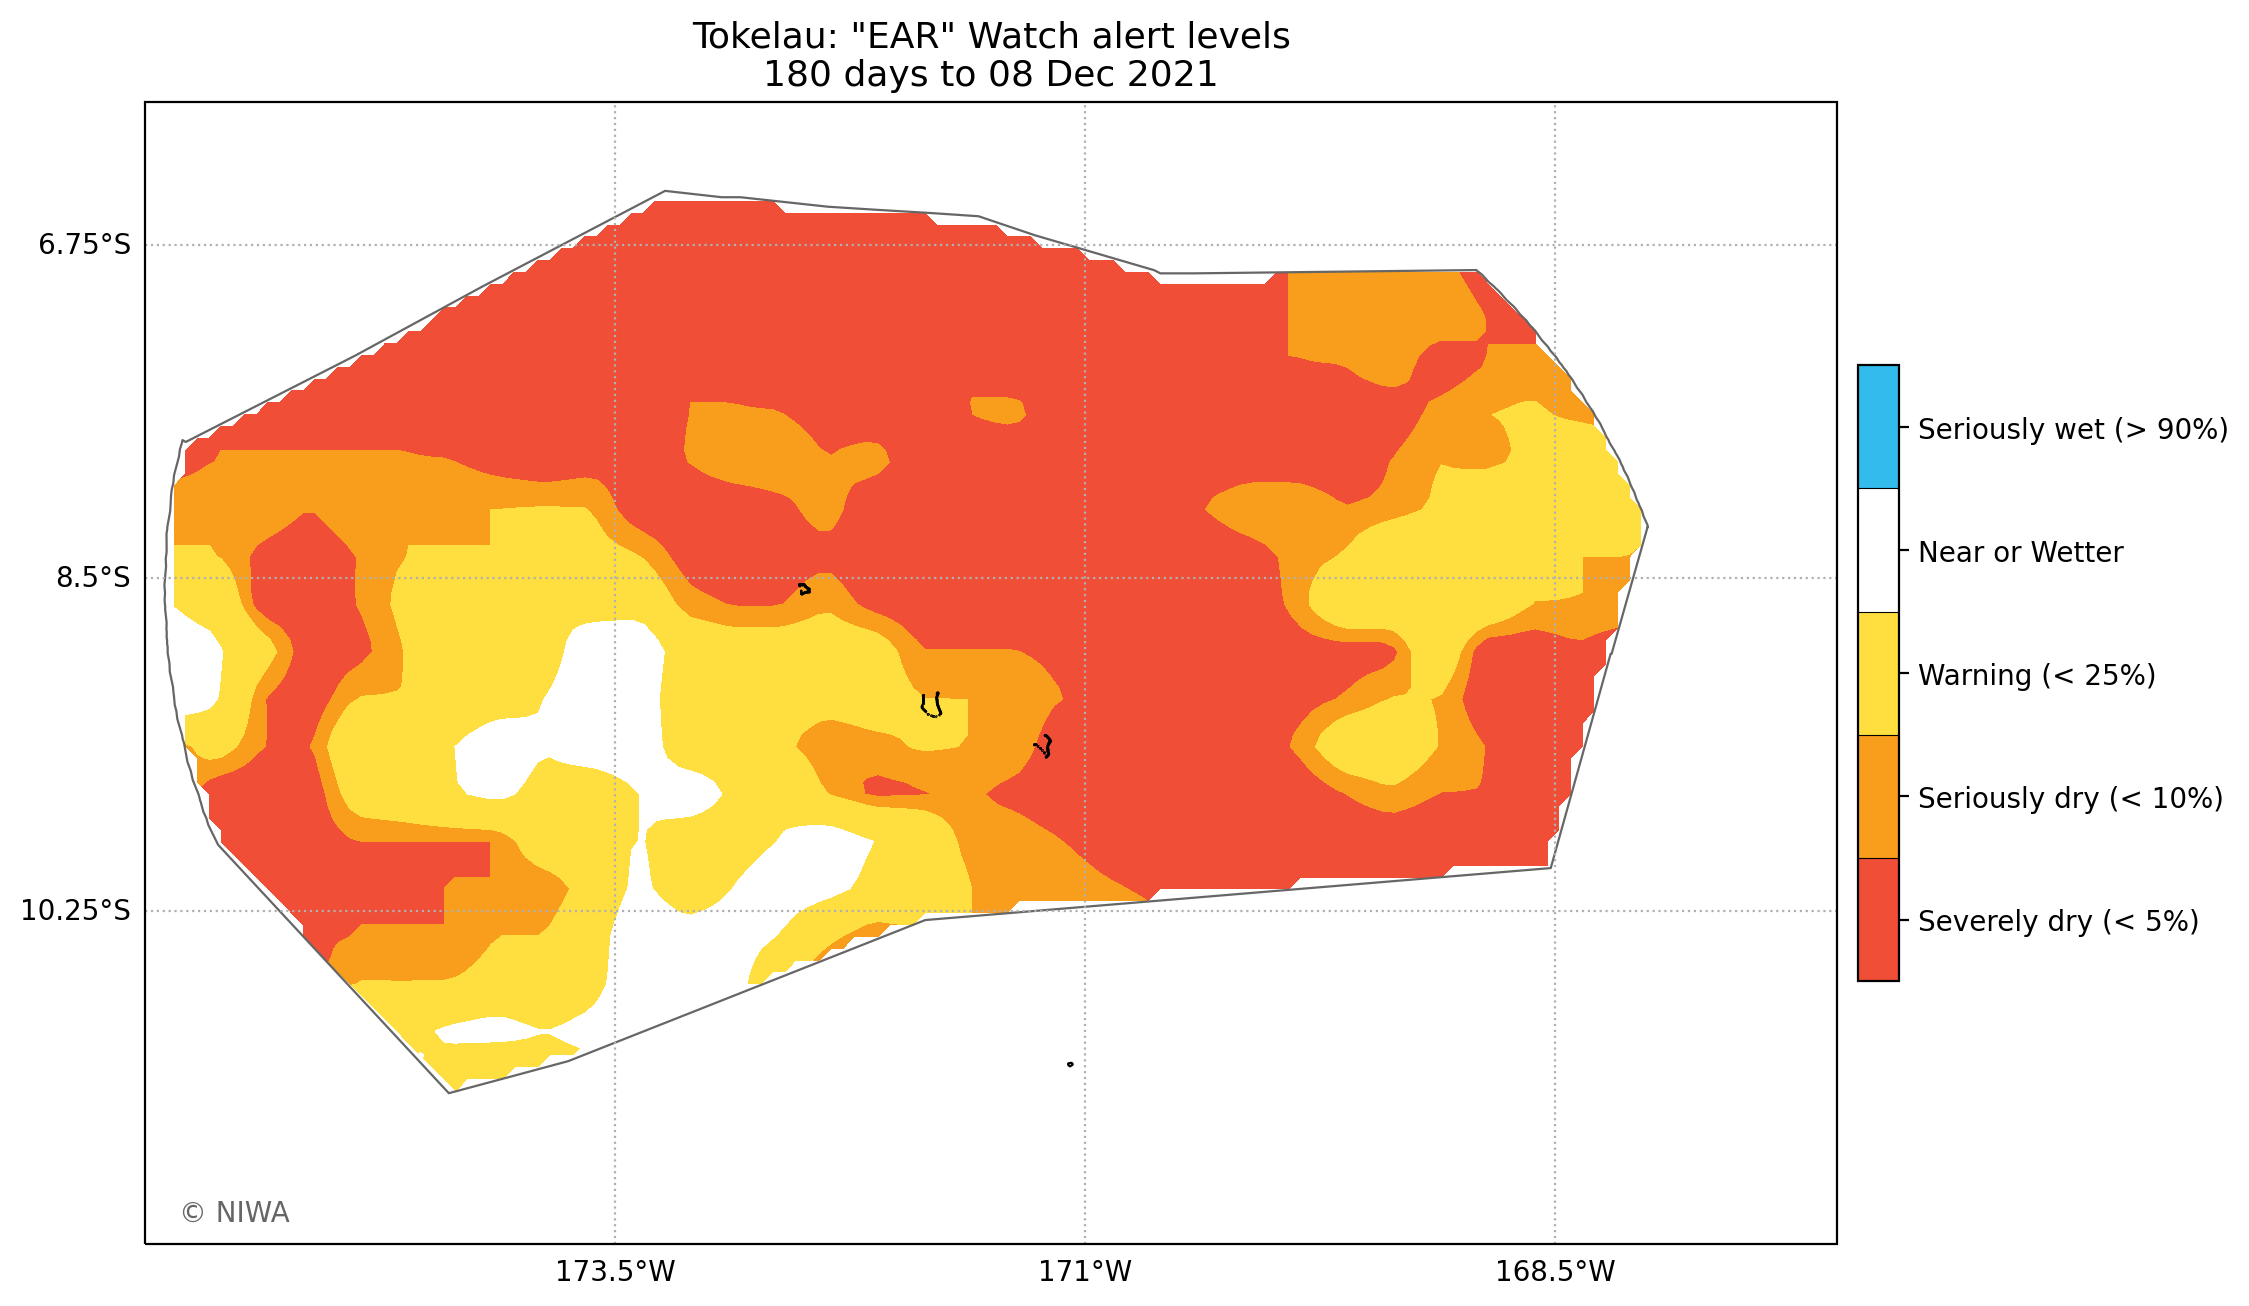 Tokelau: "EAR" Watch alert levels
180 days to 08 Dec 2021
6.75°S
8.5°S
10.25°S
173.5°W
171°W
168.5°W
Seriously wet (> 90%)
Near or Wetter
Warning (< 25%)
Seriously dry (< 10%)
Severely dry (< 5%)
© NIWA